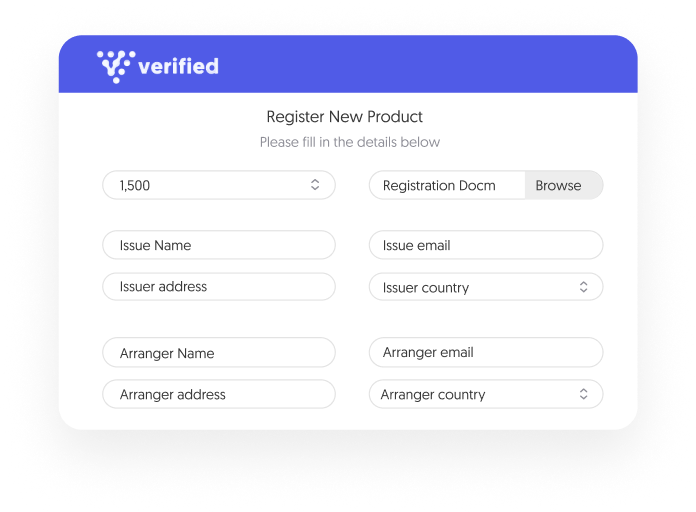 verified
Register New Product
Please fill in the details below
1,500
Registration Docm Browse
Issue Name
Issue email
Issuer address
Issuer country
Arranger Name
Arranger email
Arranger address
Arranger country